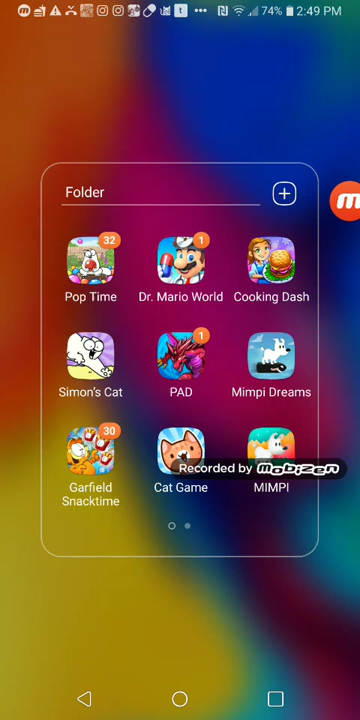 74% 2:49 PM
Folder
32
1
Pop Time
Dr. Mario World
Cooking Dash
1
Simon's Cat
PAD
Mimpi Dreams
30
Garfield
Snacktime
Cat Game
MIMPI
Recorded by mobizen